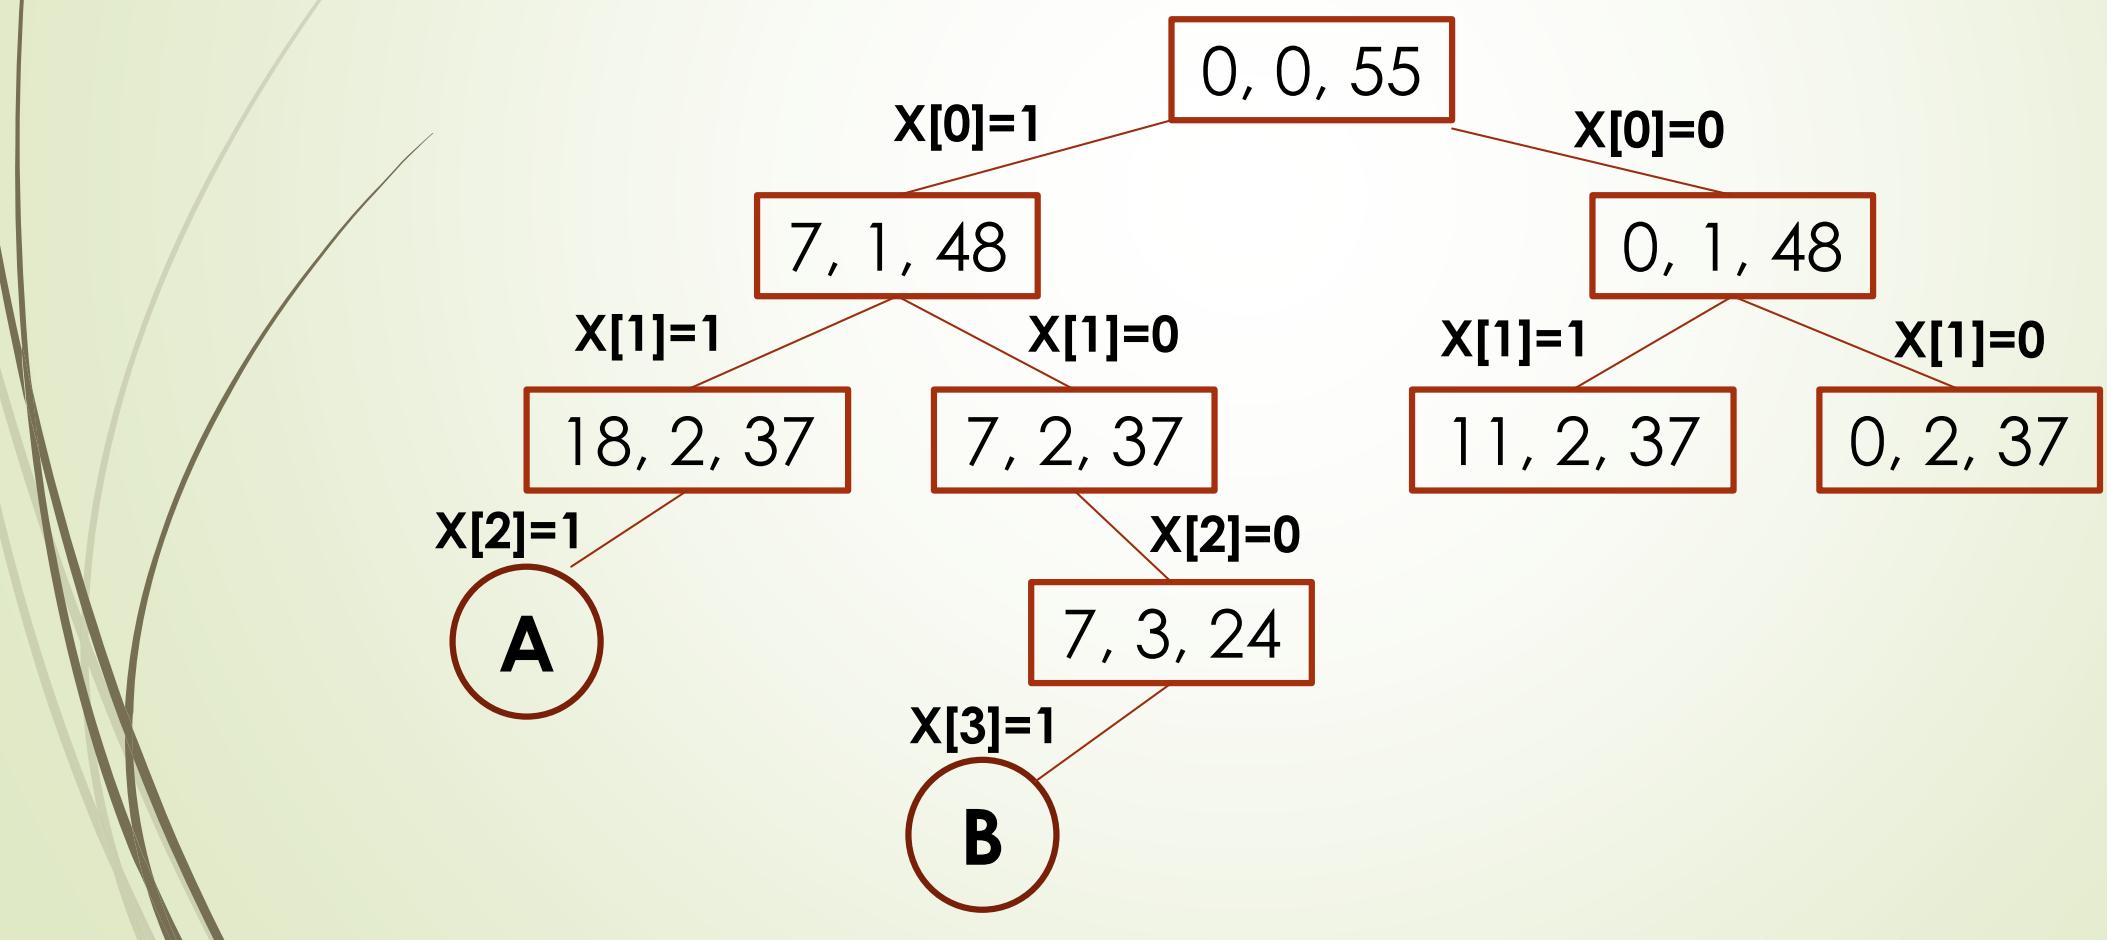 0, 0, 55
X[0]=1
X[0]=0
7, 1, 48
0, 1, 48
X[1]=1
X[1]=0
X[1]=1
X[1]=0
18, 2, 37
7, 2, 37
11, 2, 37
0, 2, 37
X[2]=1
X[2]=0
A
7, 3, 24
X[3]=1
B